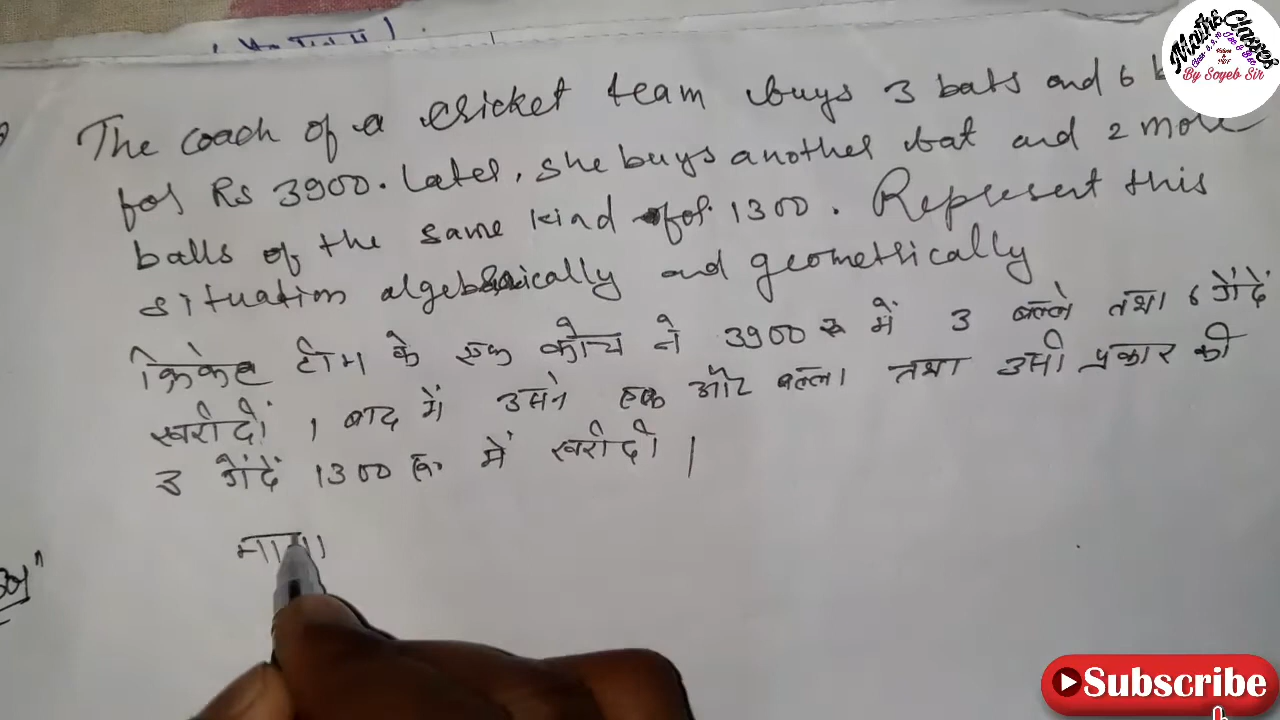 The coach of a cricket team buys 3 bats and 6
for Rs 3900. Later, she buys another bat and 2 more
balls of the same kind for 1300. Represent this
situation algebraically and geometrically
क्रिकेट टीम के एक कोच ने 3900 रु में 3 बल्ले तथा 6 गेंदें
खरीदीं । बाद में उसने एक और बल्ला तथा उसी प्रकार की
3 गेंदें 1300 रु में खरीदी ।
माना
Maths Classes
By Soyeb Sir
Subscribe